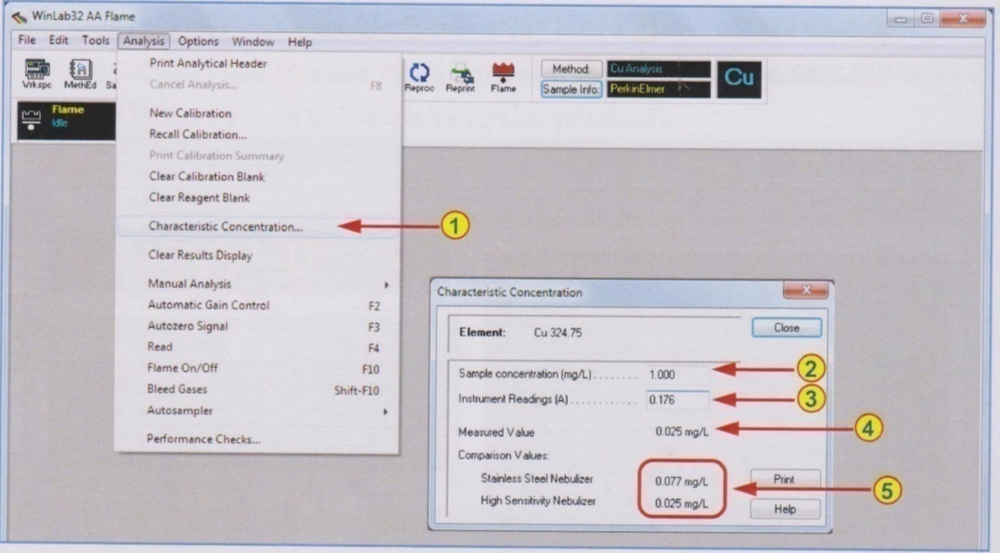 WinLab32 AA Flame
File Edit Tools Analysis Options Window Help
Wrkspc MethEd
Reproc Reprint Flame
Method: Cu Analysis
Sample Info: PerkinElmer
Cu
Flame
Idle
Print Analytical Header
Cancel Analysis... F8
New Calibration
Recall Calibration...
Print Calibration Summary
Clear Calibration Blank
Clear Reagent Blank
Characteristic Concentration...
1
Clear Results Display
Manual Analysis
Automatic Gain Control F2
Autozero Signal F3
Read F4
Flame On/Off F10
Bleed Gases Shift-F10
Autosampler
Performance Checks...
Characteristic Concentration
Element: Cu 324.75
Close
Sample concentration (mg/L)........ 1.000
2
Instrument Readings (A)............ 0.176
3
Measured Value 0.025 mg/L
4
Comparison Values:
Stainless Steel Nebulizer 0.077 mg/L
Print
5
High Sensitivity Nebulizer 0.025 mg/L
Help